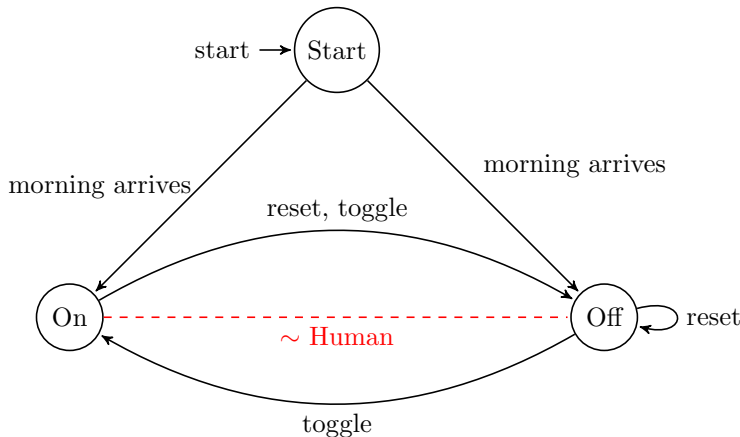 start
Start
morning arrives
morning arrives
reset, toggle
On
Off
reset
∼ Human
toggle